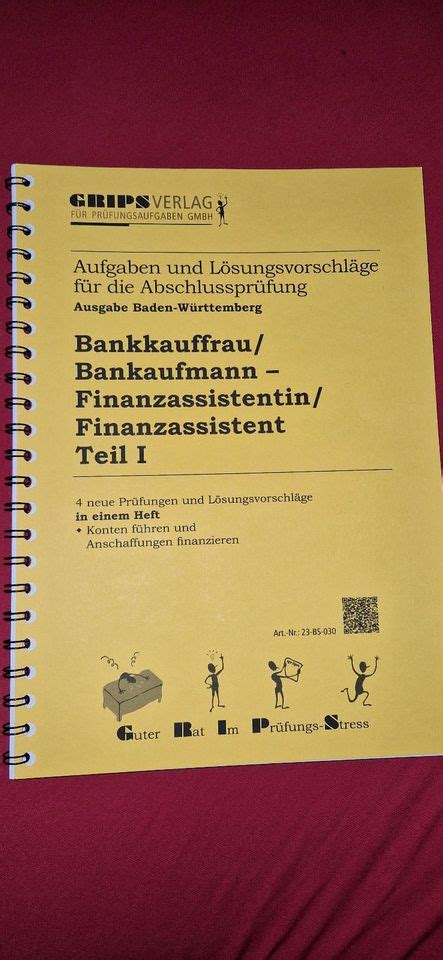 GRIPS VERLAG
FÜR PRÜFUNGSAUFGABEN GMBH
Aufgaben und Lösungsvorschläge
für die Abschlussprüfung
Ausgabe Baden-Württemberg
Bankkauffrau/
Bankaufmann –
Finanzassistentin/
Finanzassistent
Teil I
4 neue Prüfungen und Lösungsvorschläge
in einem Heft
• Konten führen und
Anschaffungen finanzieren
Art.-Nr.: 23-BS-030
Guter Rat Im Prüfungs-Stress